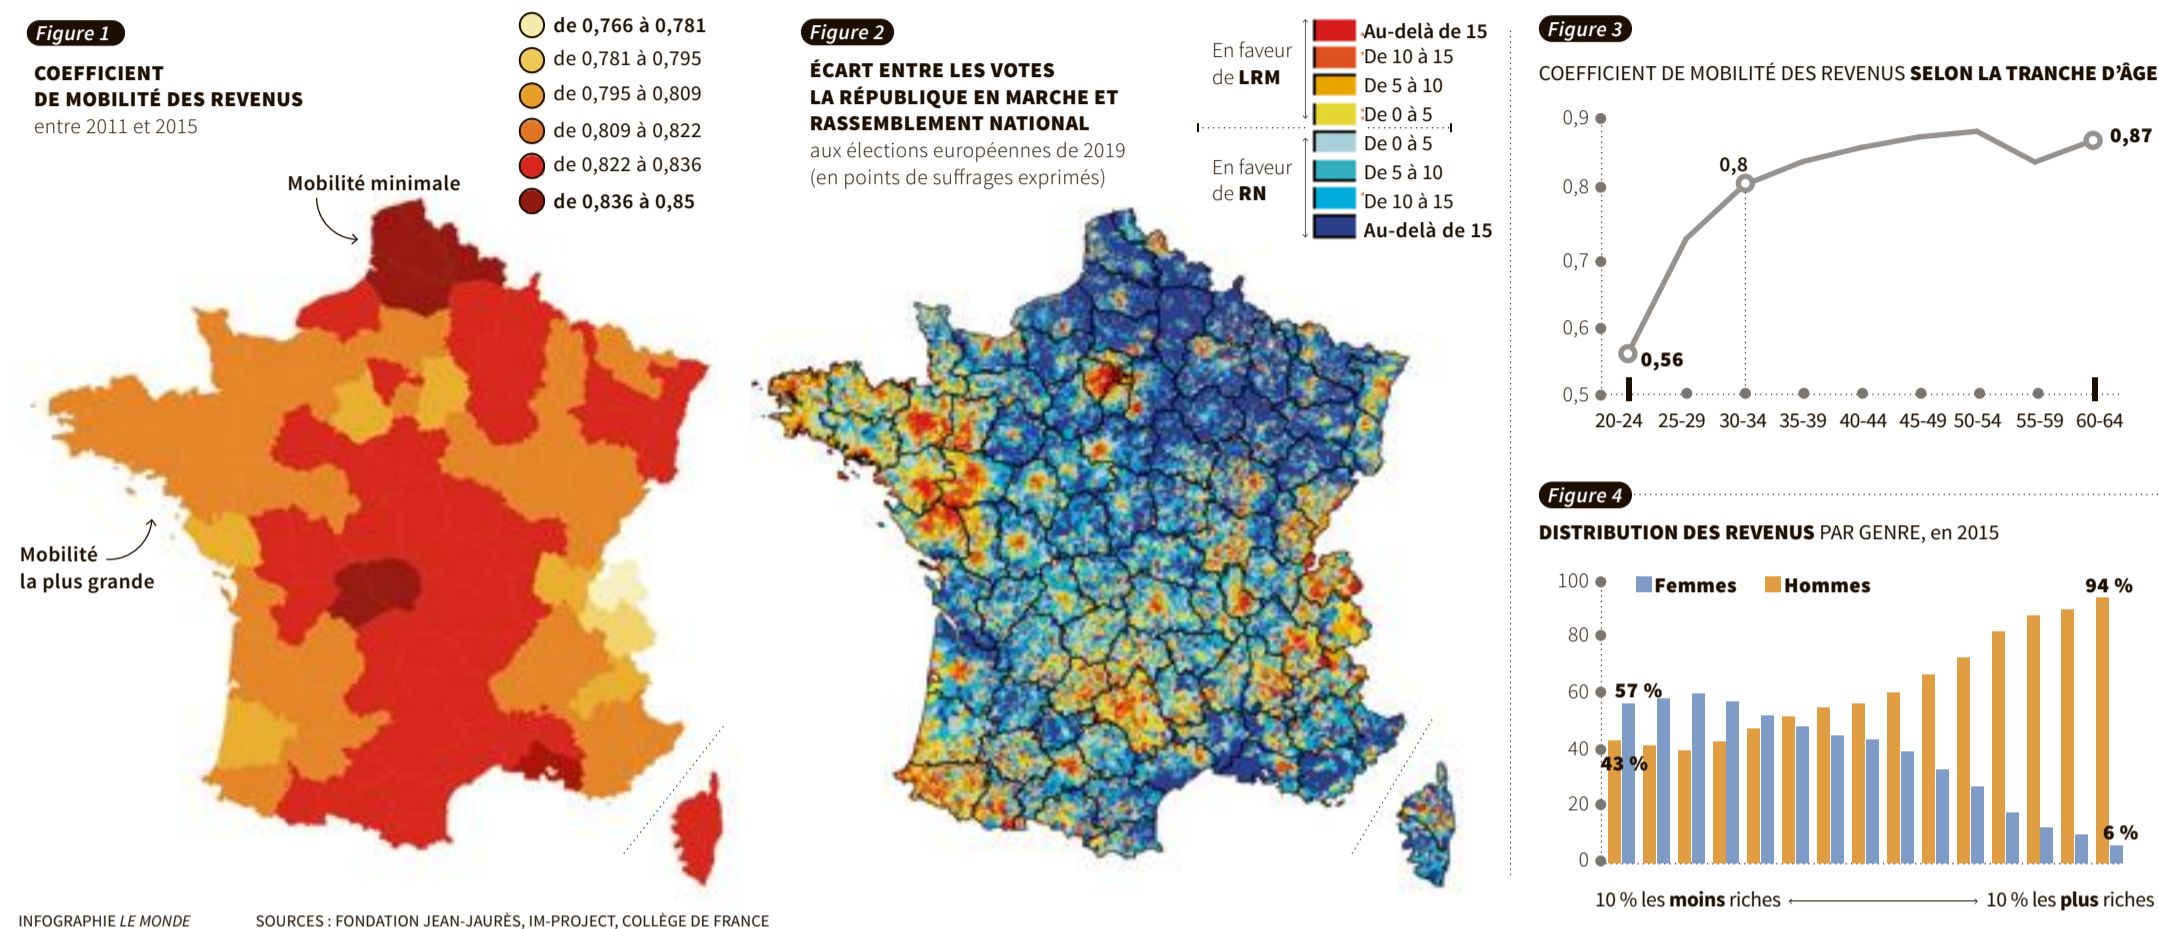 Figure 1
COEFFICIENT
DE MOBILITÉ DES REVENUS
entre 2011 et 2015
de 0,766 à 0,781
de 0,781 à 0,795
de 0,795 à 0,809
de 0,809 à 0,822
de 0,822 à 0,836
de 0,836 à 0,85
Mobilité minimale
Mobilité
la plus grande
Figure 2
ÉCART ENTRE LES VOTES
LA RÉPUBLIQUE EN MARCHE ET
RASSEMBLEMENT NATIONAL
aux élections européennes de 2019
(en points de suffrages exprimés)
En faveur
de LRM
Au-delà de 15
De 10 à 15
De 5 à 10
De 0 à 5
En faveur
de RN
De 0 à 5
De 5 à 10
De 10 à 15
Au-delà de 15
Figure 3
COEFFICIENT DE MOBILITÉ DES REVENUS SELON LA TRANCHE D'ÂGE
0,9
0,8
0,7
0,6
0,5
0,56
0,8
0,87
20-24 25-29 30-34 35-39 40-44 45-49 50-54 55-59 60-64
Figure 4
DISTRIBUTION DES REVENUS PAR GENRE, en 2015
Femmes Hommes
100
80
60
40
20
0
57 %
43 %
94 %
6 %
10 % les moins riches 10 % les plus riches
INFOGRAPHIE LE MONDE SOURCES : FONDATION JEAN-JAURÈS, IM-PROJECT, COLLÈGE DE FRANCE